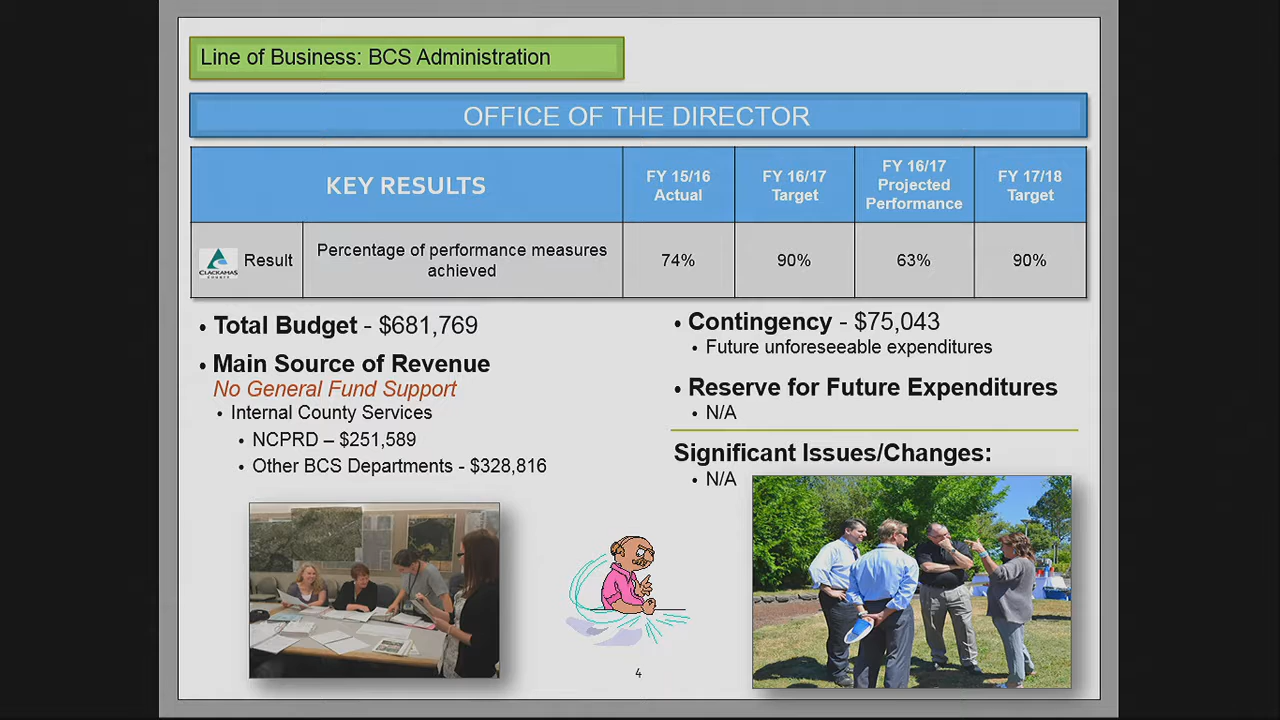 Line of Business: BCS Administration
OFFICE OF THE DIRECTOR
KEY RESULTS
FY 15/16
Actual
FY 16/17
Target
FY 16/17
Projected
Performance
FY 17/18
Target
CLACKAMAS
COUNTY
Result
Percentage of performance measures
achieved
74%
90%
63%
90%
• Total Budget - $681,769
• Main Source of Revenue
No General Fund Support
• Internal County Services
• NCPRD – $251,589
• Other BCS Departments - $328,816
• Contingency - $75,043
• Future unforeseeable expenditures
• Reserve for Future Expenditures
• N/A
Significant Issues/Changes:
• N/A
4